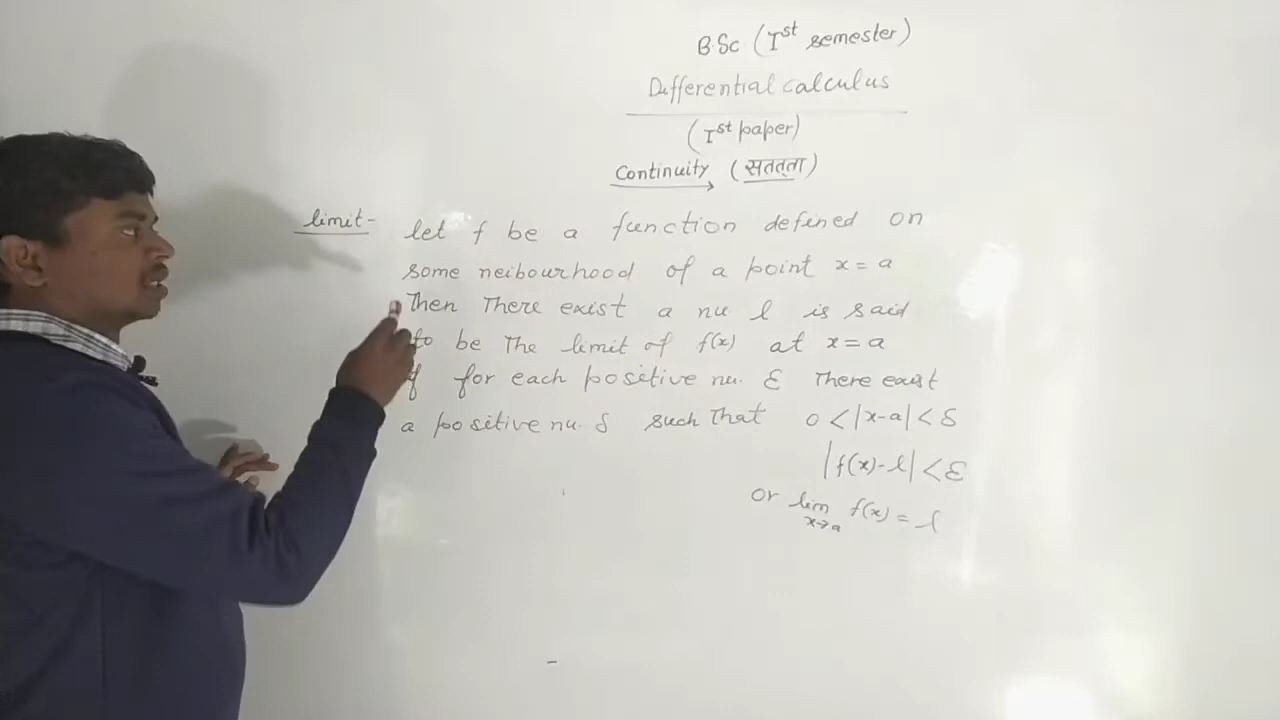 B.Sc (Ist semester)
Differential calculus
(Ist paper)
Continuity (सतत्ता)
limit- let f be a function defined on
some neibourhood of a point x = a
Then There exist a nu l is said
to be The limit of f(x) at x = a
if for each positive nu. ε There exist
a positive nu. δ such That 0 < |x-a| < δ
|f(x)-l| < ε
or lim x→a f(x) = l